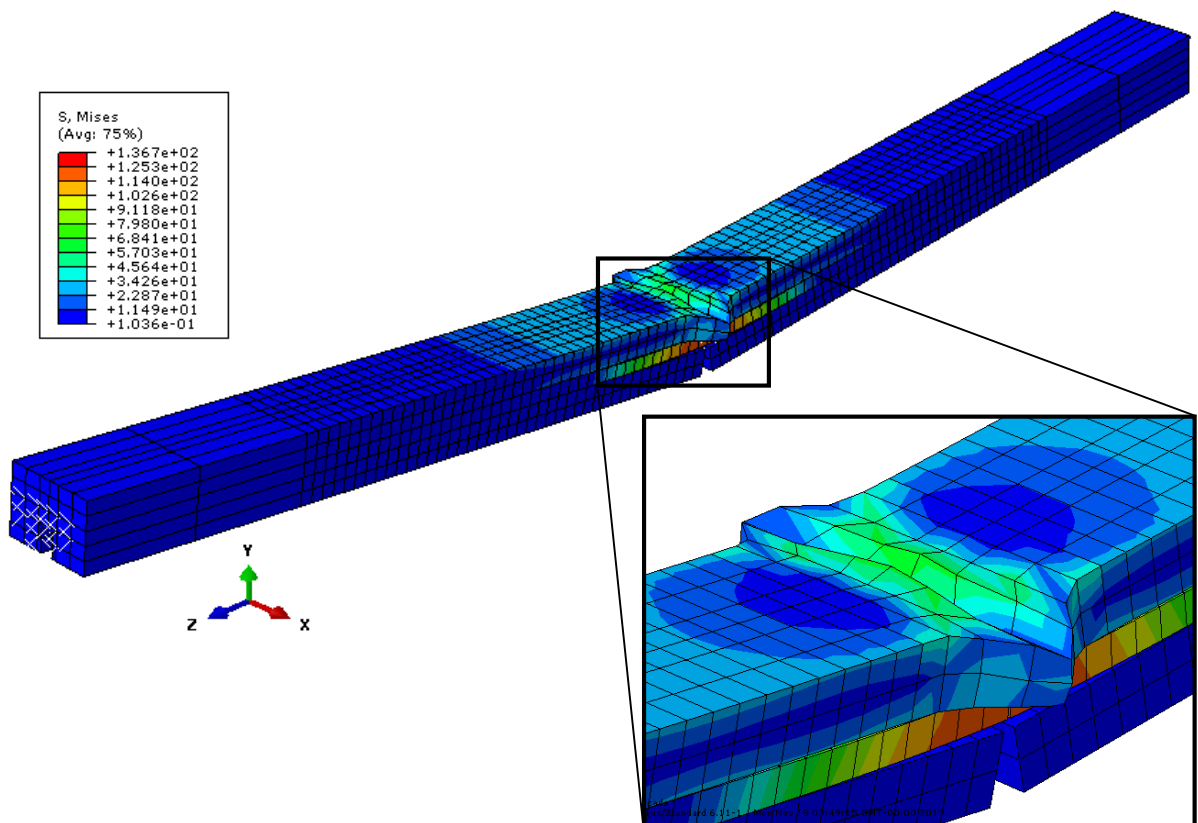 S, Mises
(Avg: 75%)
+1.367e+02
+1.253e+02
+1.140e+02
+1.026e+02
+9.118e+01
+7.980e+01
+6.841e+01
+5.703e+01
+4.564e+01
+3.426e+01
+2.287e+01
+1.149e+01
+1.036e-01
Y
Z
X